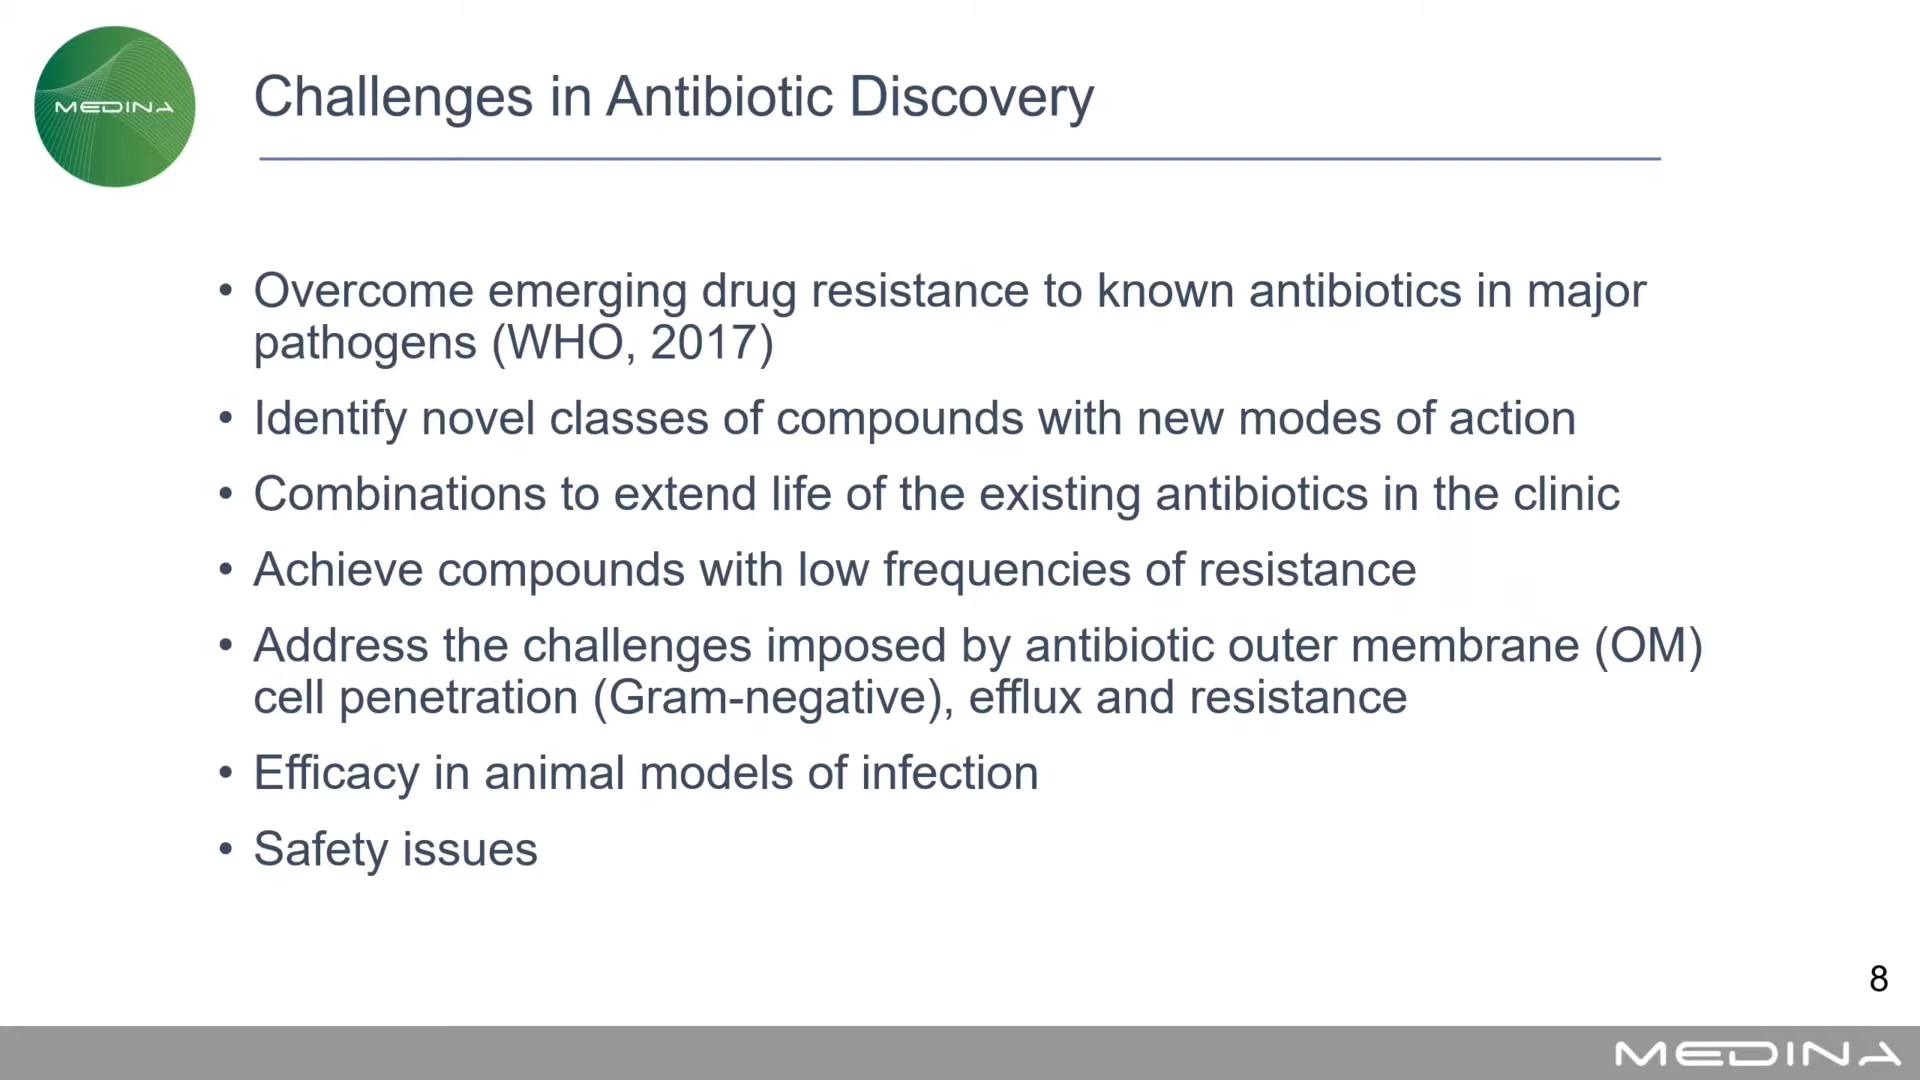 MEDINA
Challenges in Antibiotic Discovery
• Overcome emerging drug resistance to known antibiotics in major
pathogens (WHO, 2017)
• Identify novel classes of compounds with new modes of action
• Combinations to extend life of the existing antibiotics in the clinic
• Achieve compounds with low frequencies of resistance
• Address the challenges imposed by antibiotic outer membrane (OM)
cell penetration (Gram-negative), efflux and resistance
• Efficacy in animal models of infection
• Safety issues
8
MEDINA